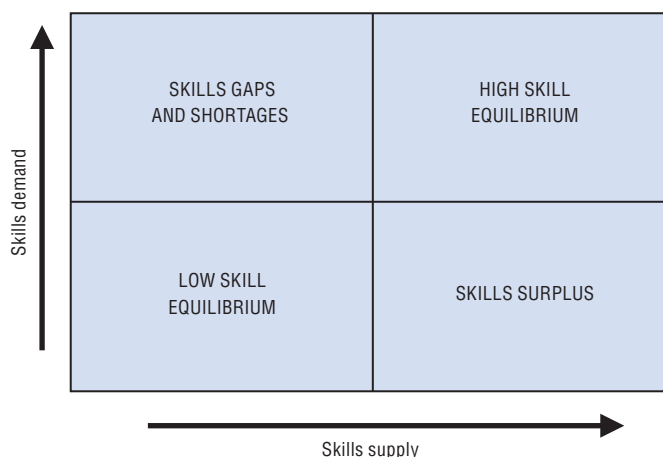 SKILLS GAPS
AND SHORTAGES
HIGH SKILL
EQUILIBRIUM
Skills demand
LOW SKILL
EQUILIBRIUM
SKILLS SURPLUS
Skills supply